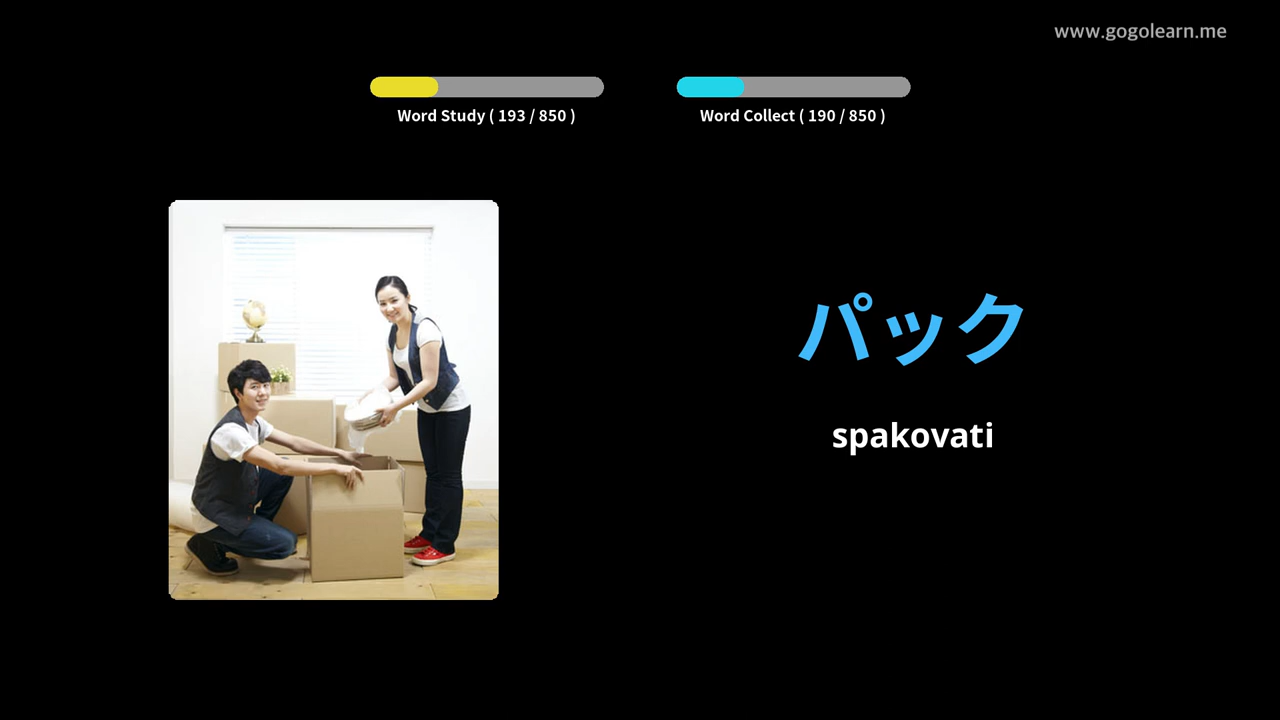 www.gogolearn.me
Word Study ( 193 / 850 )
Word Collect ( 190 / 850 )
パック
spakovati